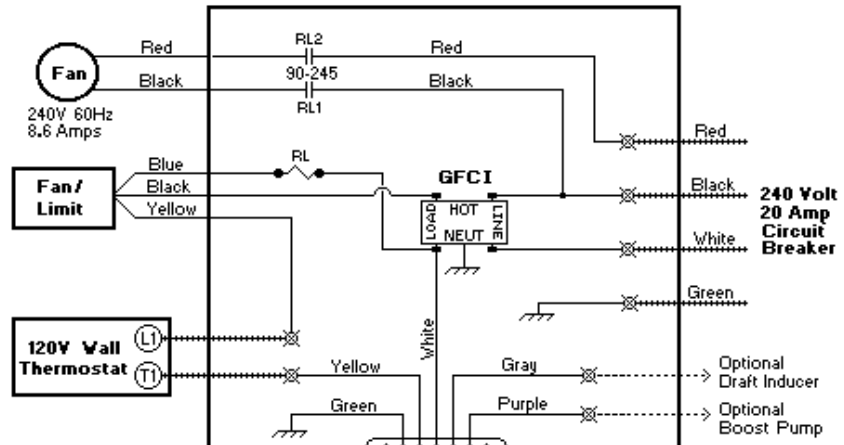 Red
RL2
Red
Fan
Black
90-245
Black
RL1
240V 60Hz
8.6 Amps
Red
Blue
RL
GFCI
Fan/
Limit
Black
Yellow
LOAD
HOT
NEUT
LINE
Black
240 Volt
20 Amp
Circuit
Breaker
White
Green
120V Wall
Thermostat
L1
T1
White
Yellow
Gray
Optional
Draft Inducer
Green
Purple
Optional
Boost Pump